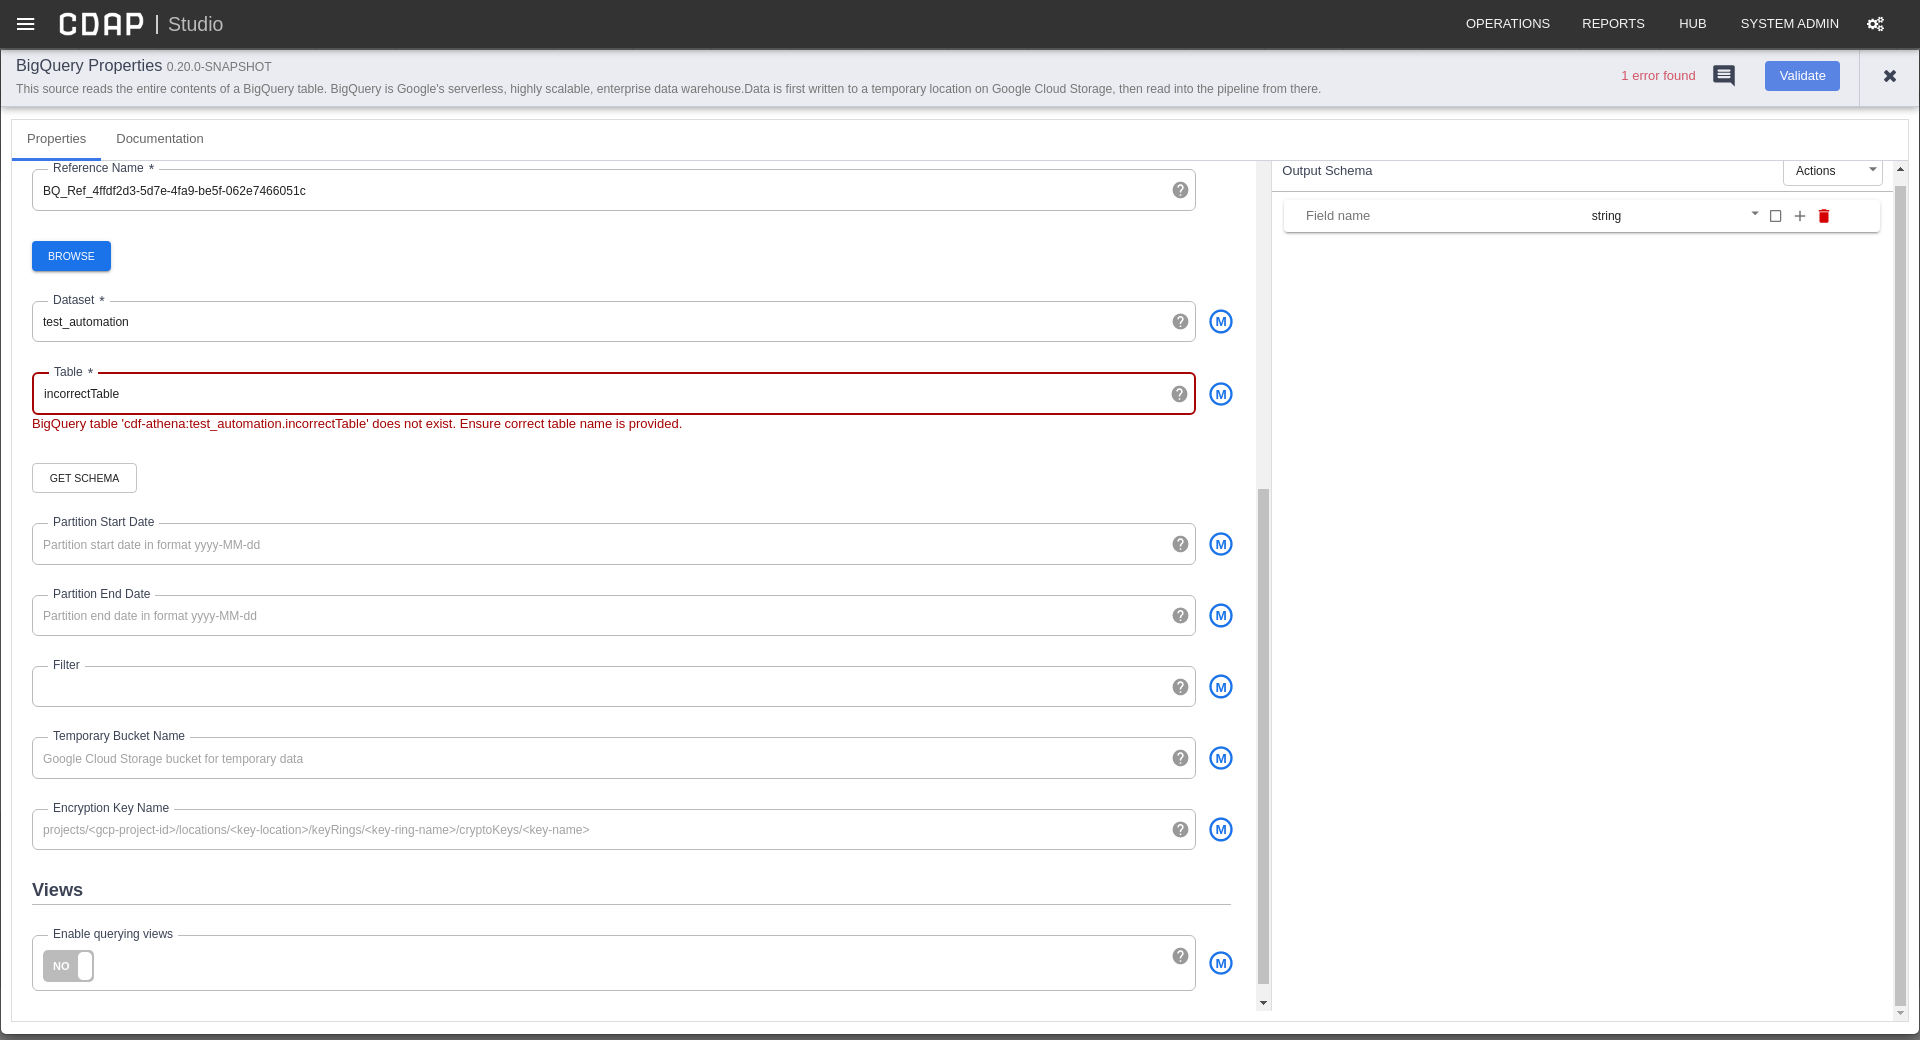 CDAP | Studio
OPERATIONS REPORTS HUB SYSTEM ADMIN
BigQuery Properties 0.20.0-SNAPSHOT
This source reads the entire contents of a BigQuery table. BigQuery is Google's serverless, highly scalable, enterprise data warehouse.Data is first written to a temporary location on Google Cloud Storage, then read into the pipeline from there.
1 error found
Validate
Properties Documentation
Reference Name *
BQ_Ref_4ffdf2d3-5d7e-4fa9-be5f-062e7466051c
?
BROWSE
Dataset *
test_automation
? M
Table *
incorrectTable
? M
BigQuery table 'cdf-athena:test_automation.incorrectTable' does not exist. Ensure correct table name is provided.
GET SCHEMA
Partition Start Date
Partition start date in format yyyy-MM-dd
? M
Partition End Date
Partition end date in format yyyy-MM-dd
? M
Filter
? M
Temporary Bucket Name
Google Cloud Storage bucket for temporary data
? M
Encryption Key Name
projects/<gcp-project-id>/locations/<key-location>/keyRings/<key-ring-name>/cryptoKeys/<key-name>
? M
Views
Enable querying views
NO
? M
Output Schema
Actions
Field name string